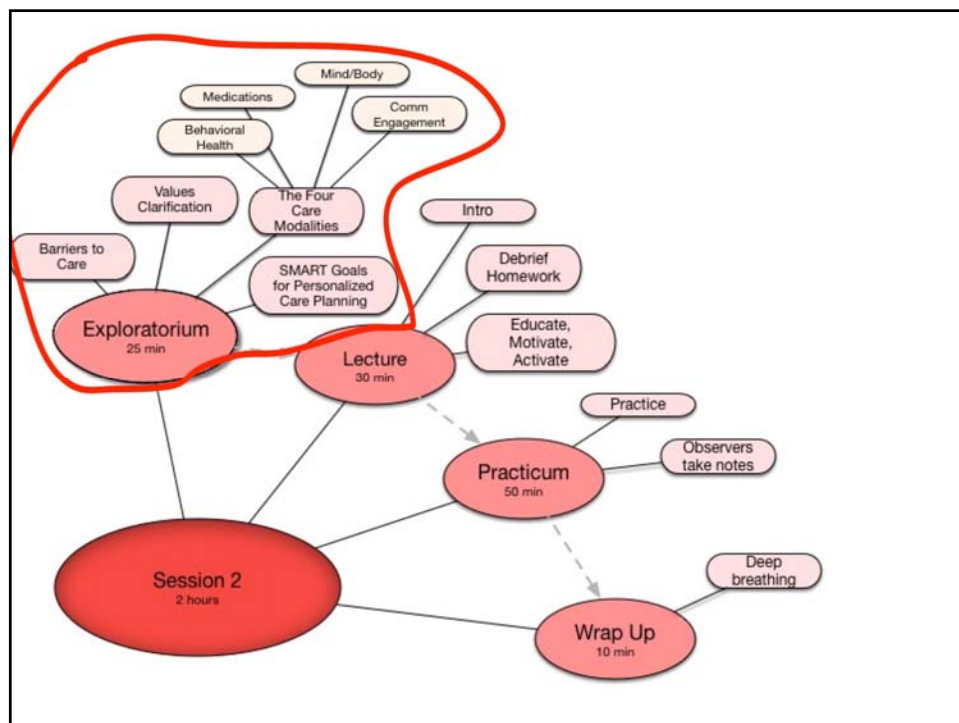 Mind/Body
Medications
Comm
Engagement
Behavioral
Health
Values
Clarification
The Four
Care
Modalities
Intro
Barriers to
Care
Debrief
Homework
SMART Goals
for Personalized
Care Planning
Exploratorium
25 min
Educate,
Motivate,
Activate
Lecture
30 min
Practice
Observers
take notes
Practicum
50 min
Session 2
2 hours
Deep
breathing
Wrap Up
10 min